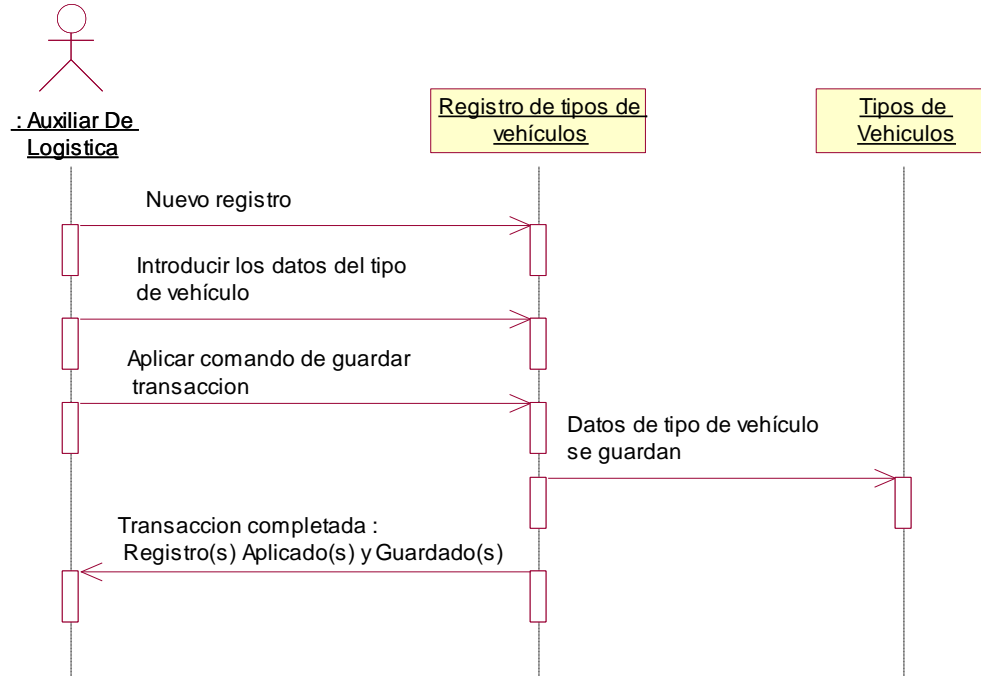 : Auxiliar De
Logistica
Registro de tipos de
vehículos
Tipos de
Vehiculos
Nuevo registro
Introducir los datos del tipo
de vehículo
Aplicar comando de guardar
transaccion
Datos de tipo de vehículo
se guardan
Transaccion completada :
Registro(s) Aplicado(s) y Guardado(s)